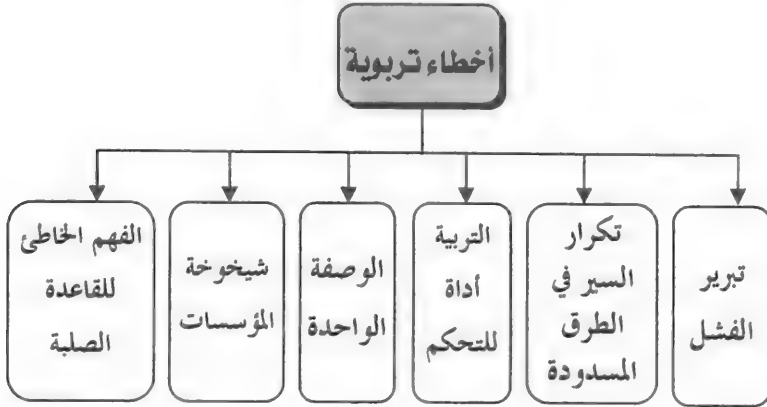 أخطاء تربوية
تبرير
الفشل
تكرار
السير في
الطرق
المسدودة
التربية
أداة
للتحكم
الوصفة
الواحدة
شيخوخة
المؤسسات
الفهم الخاطئ
للقاعدة
الصلبة